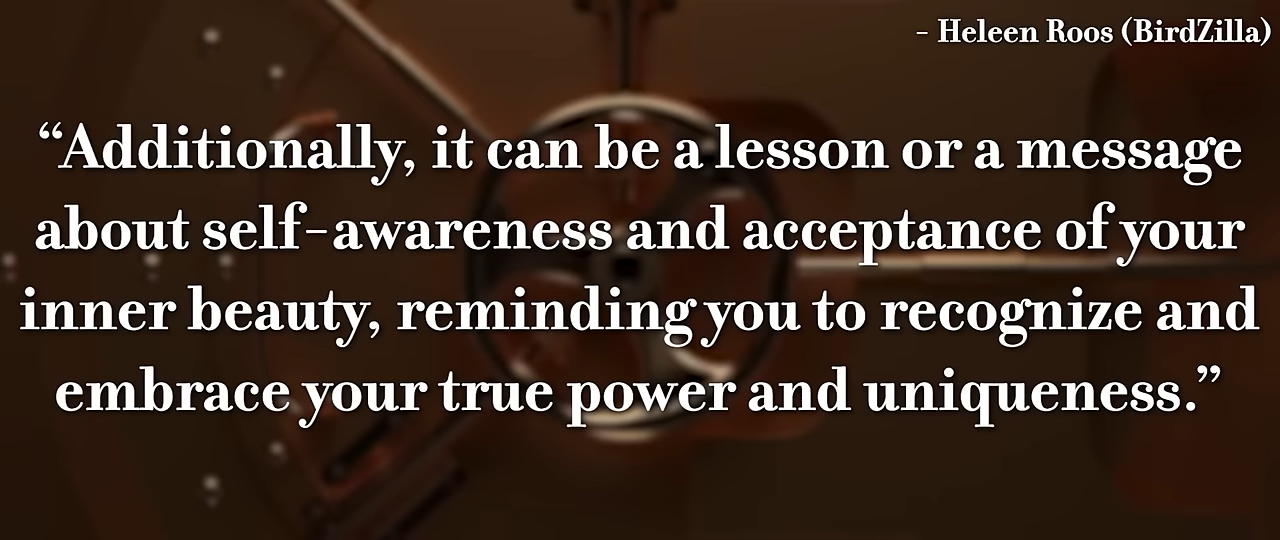 - Heleen Roos (BirdZilla)
“Additionally, it can be a lesson or a message
about self-awareness and acceptance of your
inner beauty, reminding you to recognize and
embrace your true power and uniqueness.”